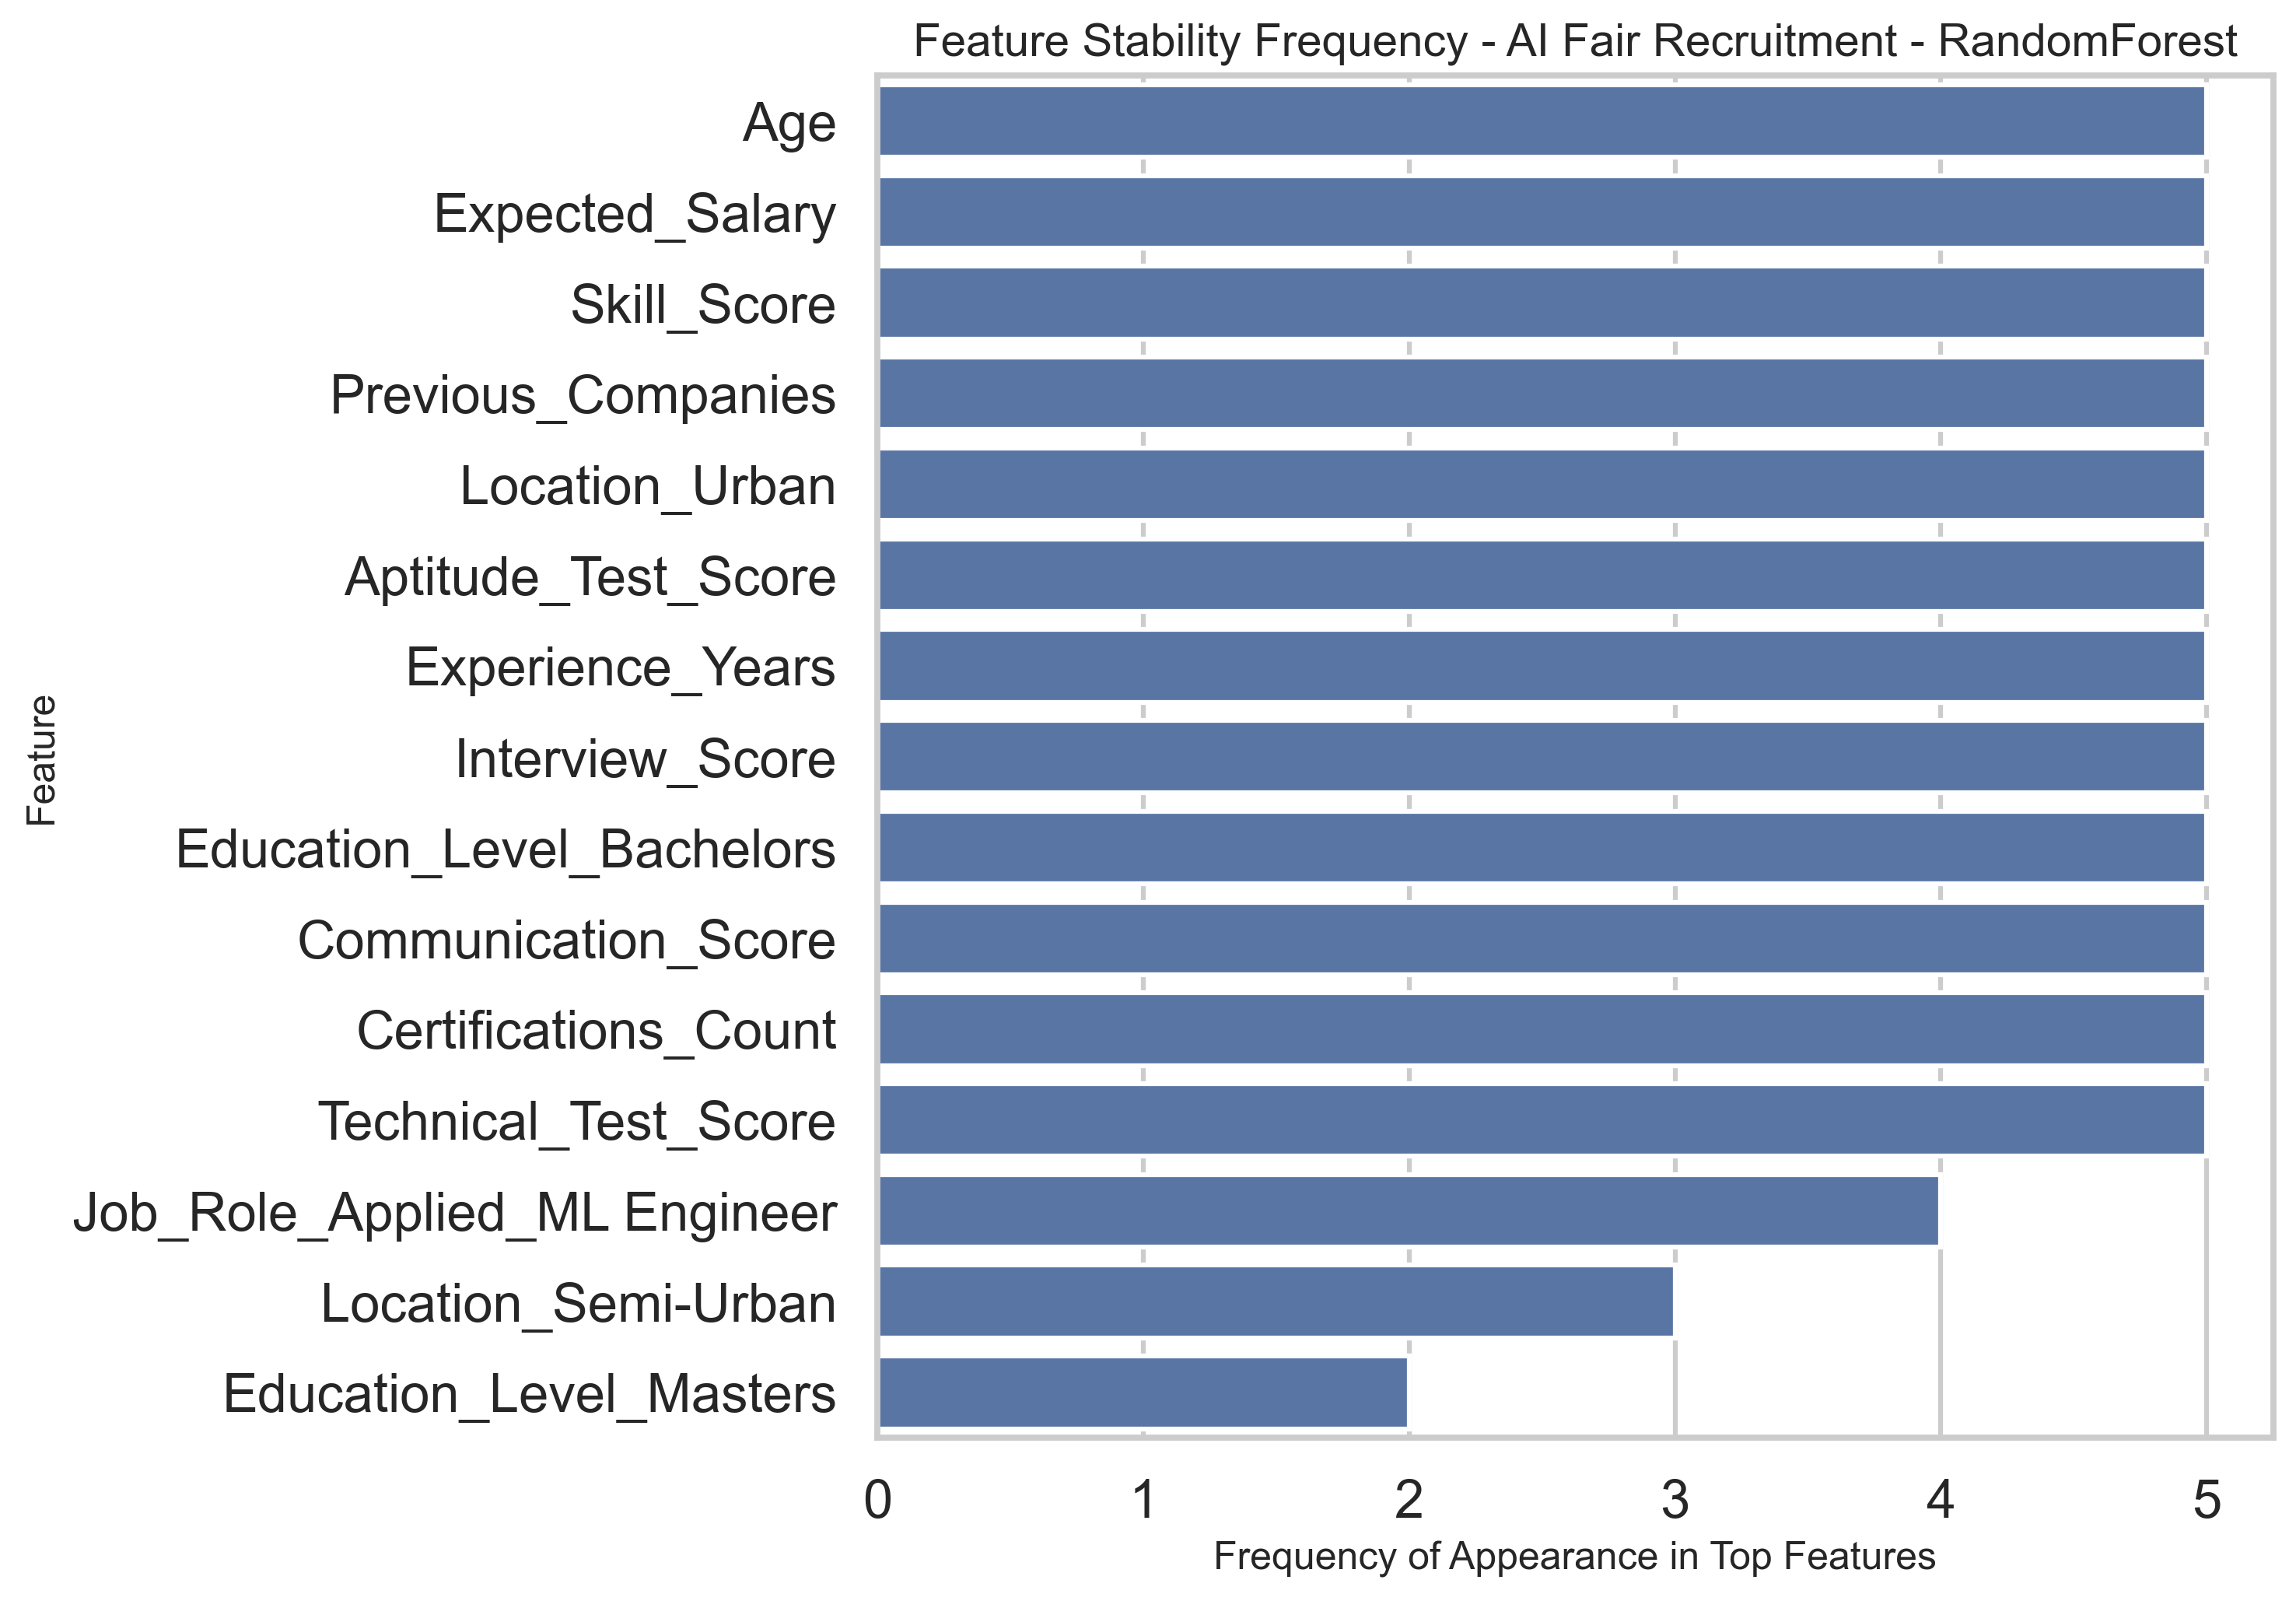 Feature Stability Frequency - AI Fair Recruitment - RandomForest
Feature
Age
Expected_Salary
Skill_Score
Previous_Companies
Location_Urban
Aptitude_Test_Score
Experience_Years
Interview_Score
Education_Level_Bachelors
Communication_Score
Certifications_Count
Technical_Test_Score
Job_Role_Applied_ML Engineer
Location_Semi-Urban
Education_Level_Masters
0 1 2 3 4 5
Frequency of Appearance in Top Features